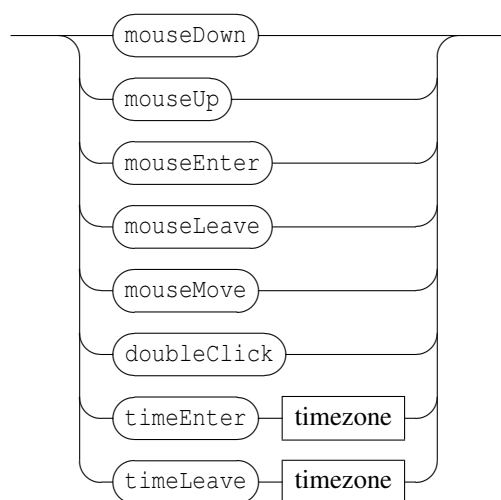 mouseDown
mouseUp
mouseEnter
mouseLeave
mouseMove
doubleClick
timeEnter timezone
timeLeave timezone